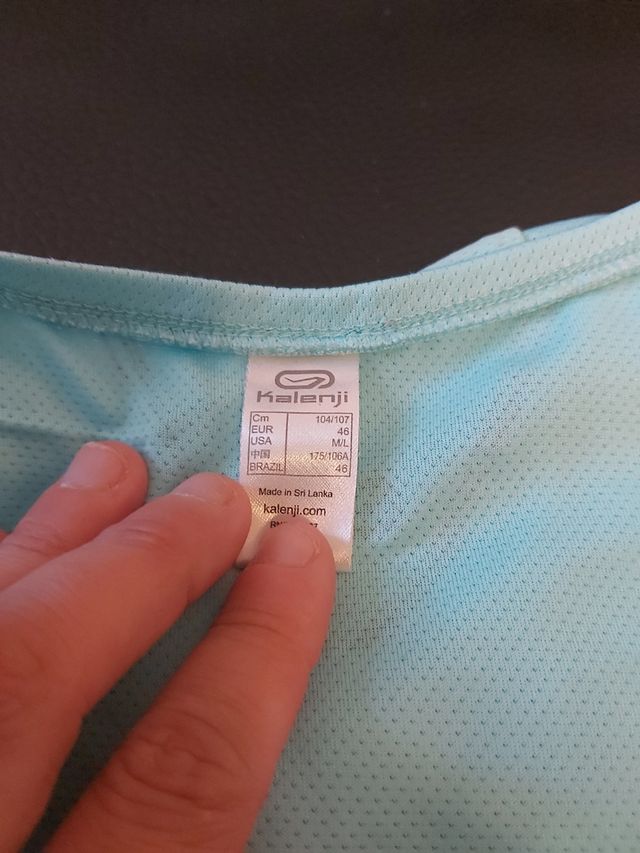 Kalenji
Cm 104/107
EUR 46
USA M/L
中国 175/106A
BRAZIL 46
Made in Sri Lanka
kalenji.com